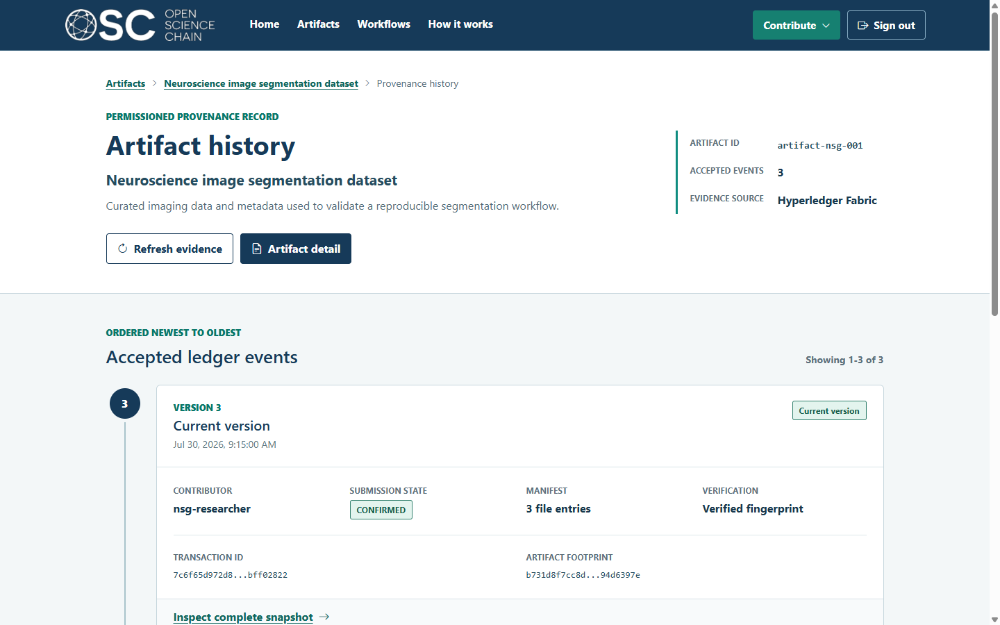 OSC OPEN SCIENCE CHAIN
Home
Artifacts
Workflows
How it works
Contribute
Sign out
Artifacts > Neuroscience image segmentation dataset > Provenance history
PERMISSIONED PROVENANCE RECORD
Artifact history
Neuroscience image segmentation dataset
Curated imaging data and metadata used to validate a reproducible segmentation workflow.
Refresh evidence
Artifact detail
ARTIFACT ID artifact-nsg-001
ACCEPTED EVENTS 3
EVIDENCE SOURCE Hyperledger Fabric
ORDERED NEWEST TO OLDEST
Accepted ledger events
Showing 1-3 of 3
3
VERSION 3
Current version
Jul 30, 2026, 9:15:00 AM
Current version
CONTRIBUTOR
nsg-researcher
SUBMISSION STATE
CONFIRMED
MANIFEST
3 file entries
VERIFICATION
Verified fingerprint
TRANSACTION ID
7c6f65d972d8...bff02822
ARTIFACT FOOTPRINT
b731d8f7cc8d...94d6397e
Inspect complete snapshot →